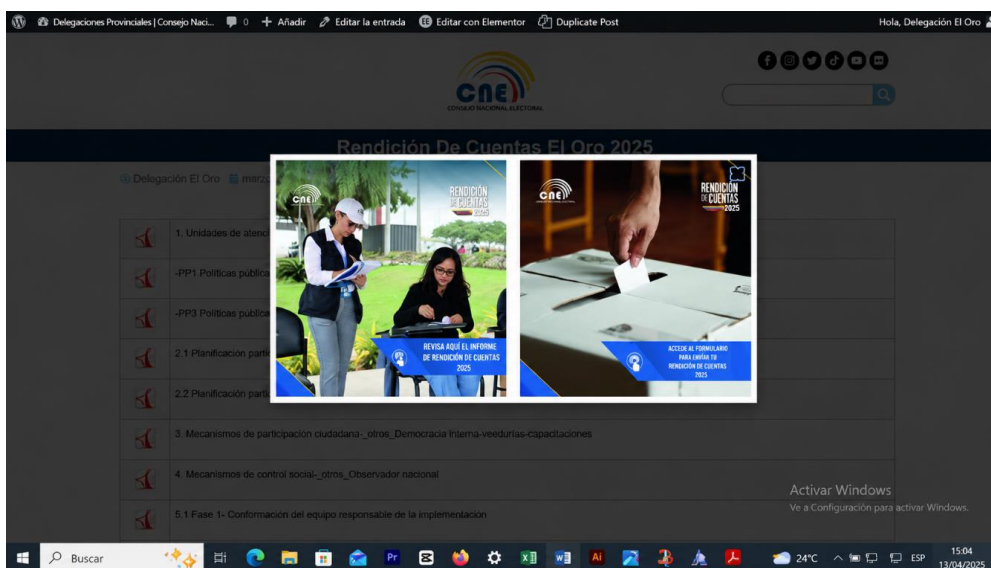 Delegaciones Provinciales | Consejo Naci... 0 + Añadir Editar la entrada Editar con Elementor Duplicate Post Hola, Delegación El Oro
CNE
CONSEJO NACIONAL ELECTORAL
Rendición De Cuentas El Oro 2025
Delegación El Oro
1. Unidades de atenci
-PP1 Políticas pública
-PP3 Políticas pública
2.1 Planificación parti
2.2 Planificación parti
3. Mecanismos de participación ciudadana-_otros_Democracia Interna-veedurías-capacitaciones
4. Mecanismos de control social-_otros_Observador nacional
5.1 Fase 1- Conformación del equipo responsable de la implementación
CNE
RENDICIÓN
DE CUENTAS
2025
REVISA AQUÍ EL INFORME
DE RENDICIÓN DE CUENTAS
2025
CNE
RENDICIÓN
DE CUENTAS
2025
ACCEDE AL FORMULARIO
PARA ENVIAR TU
RENDICIÓN DE CUENTAS
2025
Activar Windows
Ve a Configuración para activar Windows.
Buscar
Pr
Ai
24°C
ESP
15:04
13/04/2025